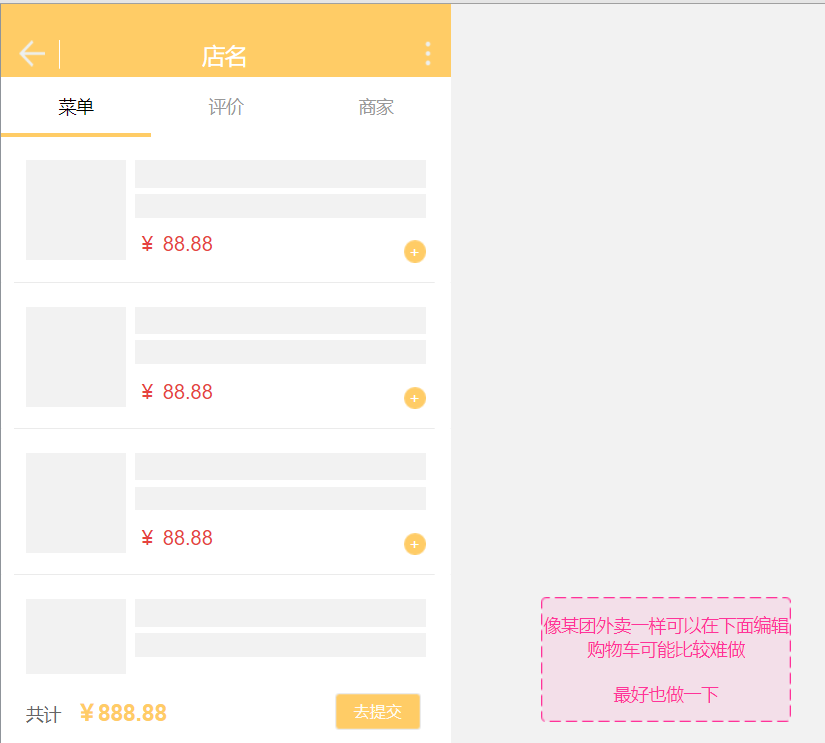 店名
菜单 评价 商家
¥ 88.88
+
¥ 88.88
+
¥ 88.88
+
共计 ¥888.88 去提交
像某团外卖一样可以在下面编辑
购物车可能比较难做
最好也做一下